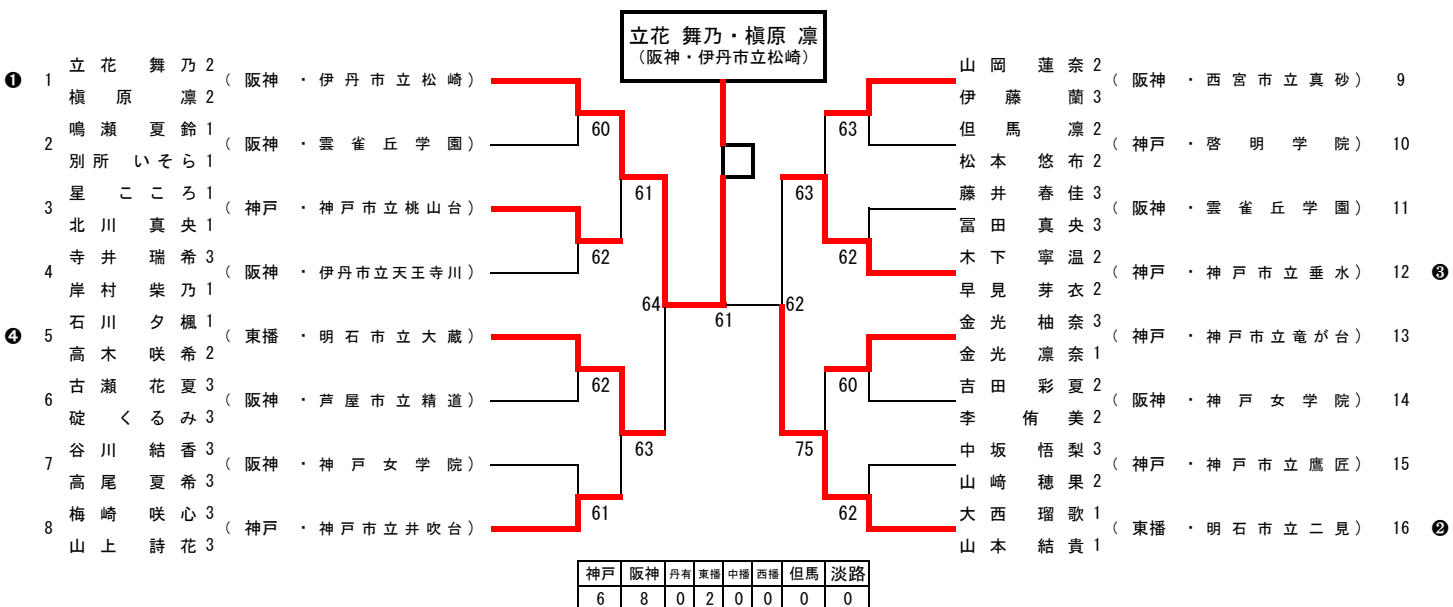 立花 舞乃・槇原 凛
(阪神・伊丹市立松崎)
❶ 1 立花 舞乃 2 (阪神・伊丹市立松崎)
槇原 凛 2
2 鳴瀬 夏鈴 1 (阪神・雲雀丘学園)
別所 いそら 1
3 星 こころ 1 (神戸・神戸市立桃山台)
北川 真央 1
4 寺井 瑞希 3 (阪神・伊丹市立天王寺川)
岸村 柴乃 1
❹ 5 石川 夕楓 1 (東播・明石市立大蔵)
高木 咲希 2
6 古瀬 花夏 3 (阪神・芦屋市立精道)
碇 くるみ 3
7 谷川 結香 3 (阪神・神戸女学院)
高尾 夏希 3
8 梅崎 咲心 3 (神戸・神戸市立井吹台)
山上 詩花 3
60
62
62
61
61
63
64
61
62
63
75
63
62
60
62
山岡 蓮奈 2 (阪神・西宮市立真砂) 9
伊藤 蘭 3
但馬 凛 2 (神戸・啓明学院) 10
松本 悠布 2
藤井 春佳 3 (阪神・雲雀丘学園) 11
冨田 真央 3
木下 寧温 2 (神戸・神戸市立垂水) 12 ❸
早見 芽衣 2
金光 柚奈 3 (神戸・神戸市立竜が台) 13
金光 凛奈 1
吉田 彩夏 2 (阪神・神戸女学院) 14
李 侑美 2
中坂 悟梨 3 (神戸・神戸市立鷹匠) 15
山﨑 穂果 2
大西 瑠歌 1 (東播・明石市立二見) 16 ❷
山本 結貴 1
神戸 阪神 丹有 東播 中播 西播 但馬 淡路
6 8 0 2 0 0 0 0